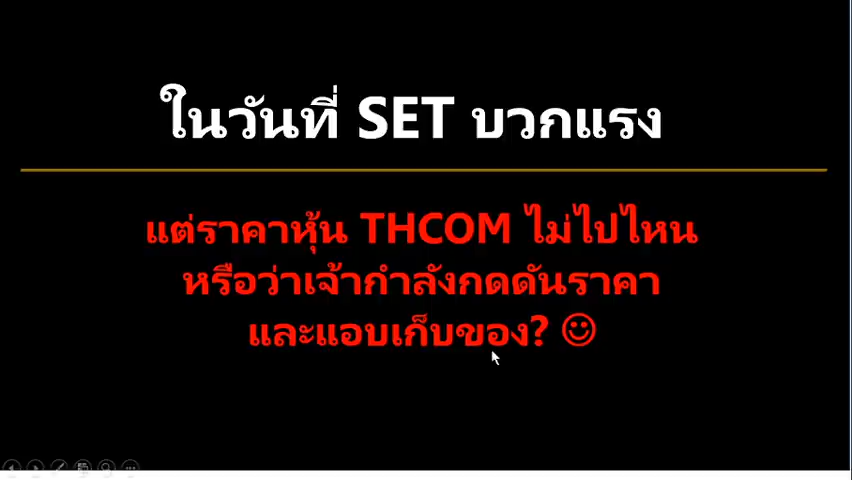 ในวันที่ SET บวกแรง
แต่ราคาหุ้น THCOM ไม่ไปไหน
หรือว่าเจ้ากำลังกดดันราคา
และแอบเก็บของ? ☺